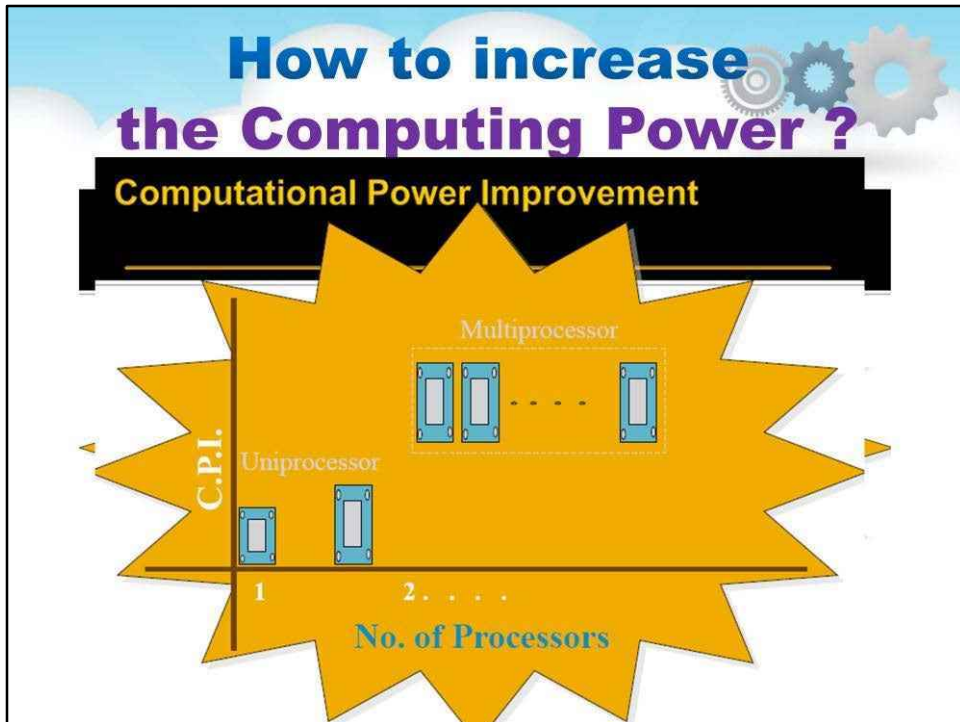 How to increase
the Computing Power ?
Computational Power Improvement
Multiprocessor
C.P.I.
Uniprocessor
1 2 . . . .
No. of Processors